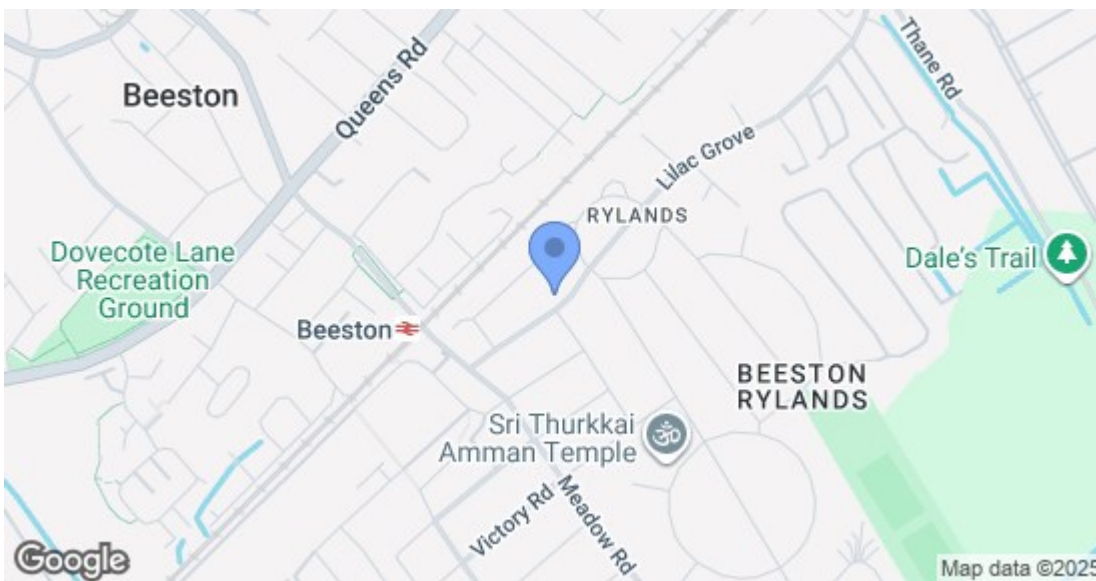 Beeston
Queens Rd
Thane Rd
Lilac Grove
RYLANDS
Dovecote Lane
Recreation
Ground
Dale's Trail
Beeston
BEESTON
RYLANDS
Sri Thurkkai
Amman Temple
ॐ
Victory Rd
Meadow Rd
Google
Map data ©2025